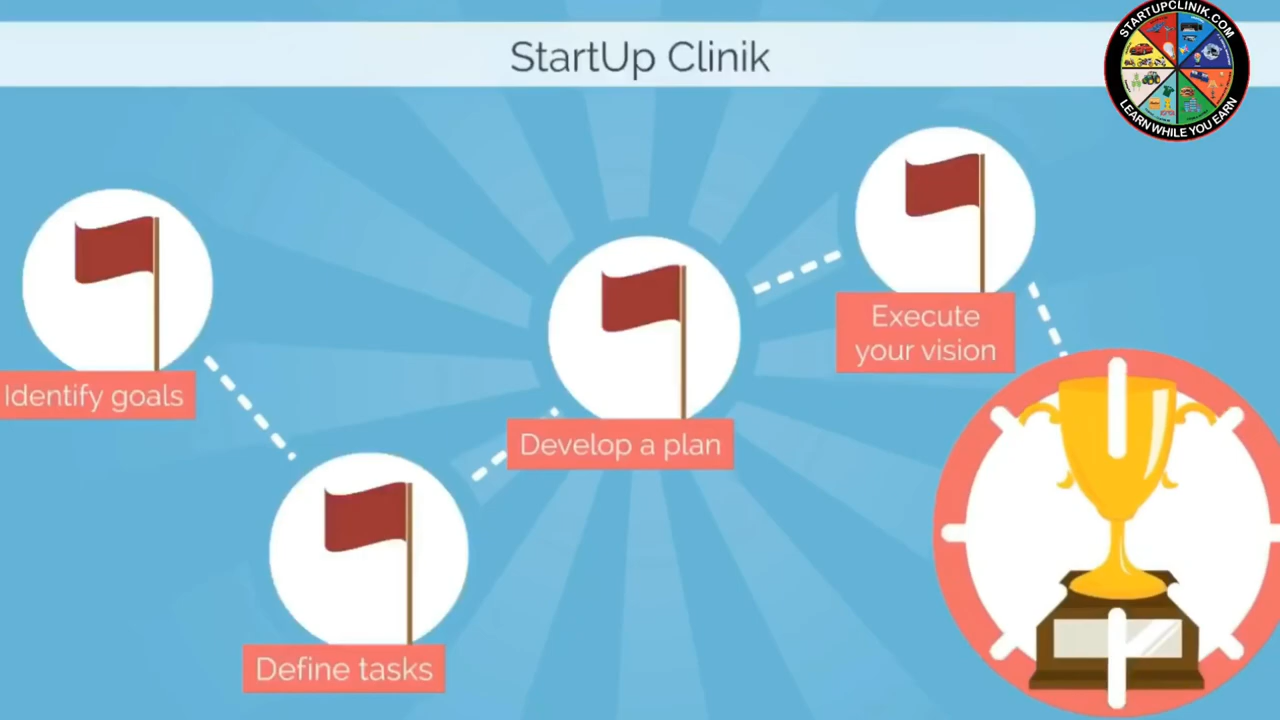 StartUp Clinik
STARTUPCLINIK.COM
LEARN WHILE YOU EARN
Identify goals
Define tasks
Develop a plan
Execute
your vision